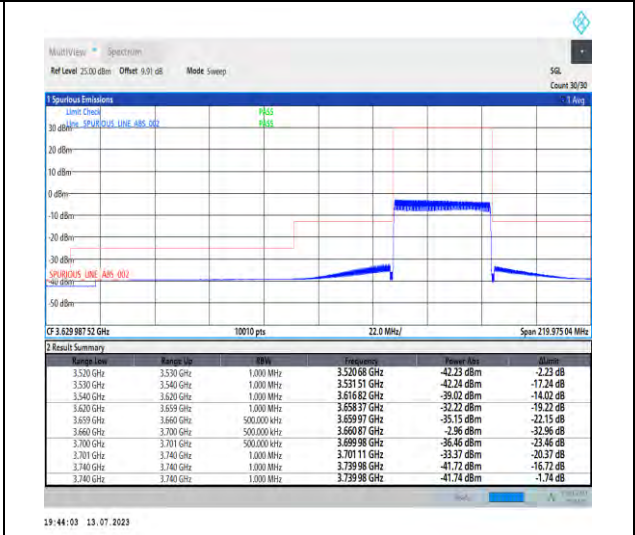 MultiView Spectrum
Ref Level 25.00 dBm Offset 9.91 dB Mode Sweep SGL
Count 30/30
1 Spurious Emissions 1 Avg
Limit Check PASS
Line SPURIOUS LINE ABS 002 PASS
30 dBm
20 dBm
10 dBm
0 dBm
-10 dBm
-20 dBm
-30 dBm
SPURIOUS LINE ABS 002
-40 dBm
-50 dBm
CF 3.629 987 52 GHz 10010 pts 22.0 MHz/ Span 219.975 04 MHz
2 Result Summary
Range Low Range Up RBW Frequency Power Abs ΔLimit
3.520 GHz 3.530 GHz 1.000 MHz 3.520 68 GHz -42.23 dBm -2.23 dB
3.530 GHz 3.540 GHz 1.000 MHz 3.531 51 GHz -42.24 dBm -17.24 dB
3.540 GHz 3.620 GHz 1.000 MHz 3.616 82 GHz -39.02 dBm -14.02 dB
3.620 GHz 3.659 GHz 1.000 MHz 3.658 37 GHz -32.22 dBm -19.22 dB
3.659 GHz 3.660 GHz 500.000 kHz 3.659 97 GHz -35.15 dBm -22.15 dB
3.660 GHz 3.700 GHz 500.000 kHz 3.660 87 GHz -2.96 dBm -32.96 dB
3.700 GHz 3.701 GHz 500.000 kHz 3.699 98 GHz -36.46 dBm -23.46 dB
3.701 GHz 3.740 GHz 1.000 MHz 3.701 11 GHz -33.37 dBm -20.37 dB
3.740 GHz 3.740 GHz 1.000 MHz 3.739 98 GHz -41.72 dBm -16.72 dB
3.740 GHz 3.740 GHz 1.000 MHz 3.739 98 GHz -41.74 dBm -1.74 dB
19:44:03 13.07.2023